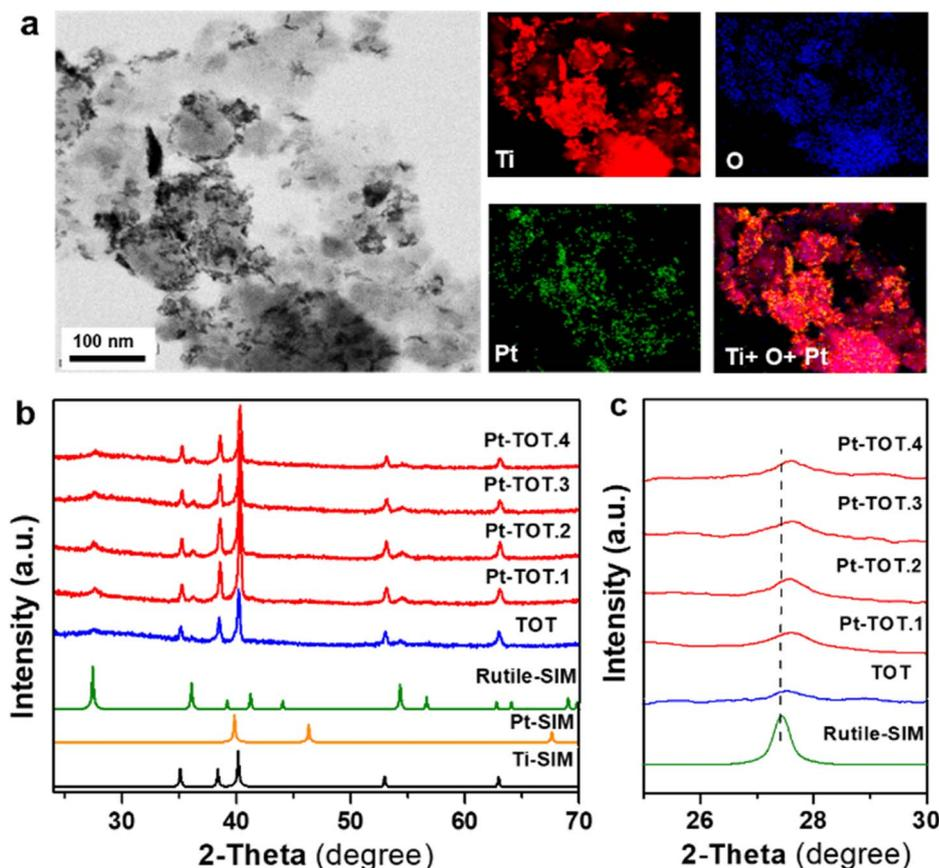 a
100 nm
Ti
O
Pt
Ti+ O+ Pt
b
Intensity (a.u.)
Pt-TOT.4
Pt-TOT.3
Pt-TOT.2
Pt-TOT.1
TOT
Rutile-SIM
Pt-SIM
Ti-SIM
30 40 50 60 70
2-Theta (degree)
c
Intensity (a.u.)
Pt-TOT.4
Pt-TOT.3
Pt-TOT.2
Pt-TOT.1
TOT
Rutile-SIM
26 28 30
2-Theta (degree)